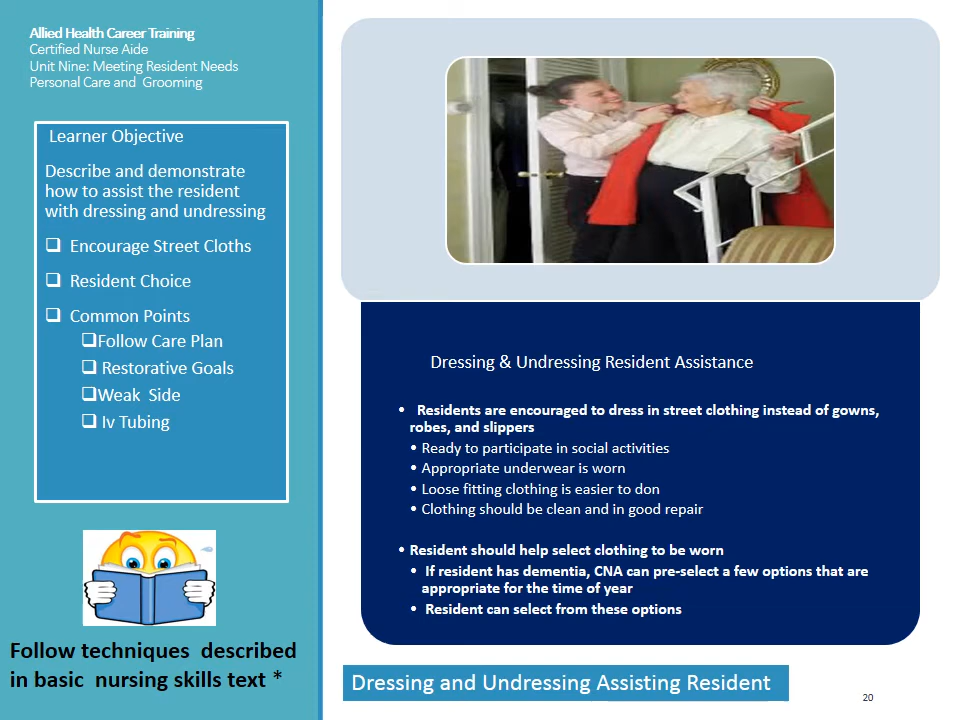 Allied Health Career Training
Certified Nurse Aide
Unit Nine: Meeting Resident Needs
Personal Care and Grooming
Learner Objective
Describe and demonstrate
how to assist the resident
with dressing and undressing
❑ Encourage Street Cloths
❑ Resident Choice
❑ Common Points
❑Follow Care Plan
❑ Restorative Goals
❑Weak Side
❑ Iv Tubing
Follow techniques described
in basic nursing skills text *
Dressing & Undressing Resident Assistance
• Residents are encouraged to dress in street clothing instead of gowns,
robes, and slippers
• Ready to participate in social activities
• Appropriate underwear is worn
• Loose fitting clothing is easier to don
• Clothing should be clean and in good repair
• Resident should help select clothing to be worn
• If resident has dementia, CNA can pre-select a few options that are
appropriate for the time of year
• Resident can select from these options
Dressing and Undressing Assisting Resident
20